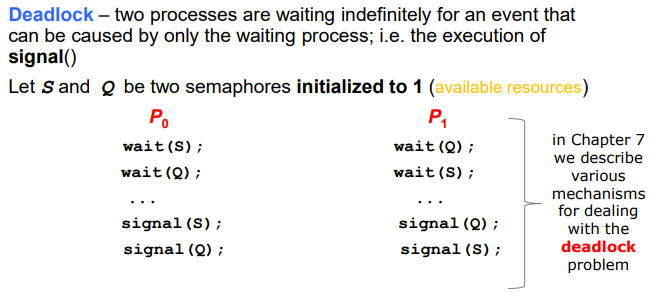 Deadlock – two processes are waiting indefinitely for an event that
can be caused by only the waiting process; i.e. the execution of
signal()
Let S and Q be two semaphores initialized to 1 (available resources)
P0 P1
wait(S); wait(Q);
wait(Q); wait(S);
... ...
signal(S); signal(Q);
signal(Q); signal(S);
in Chapter 7
we describe
various
mechanisms
for dealing
with the
deadlock
problem